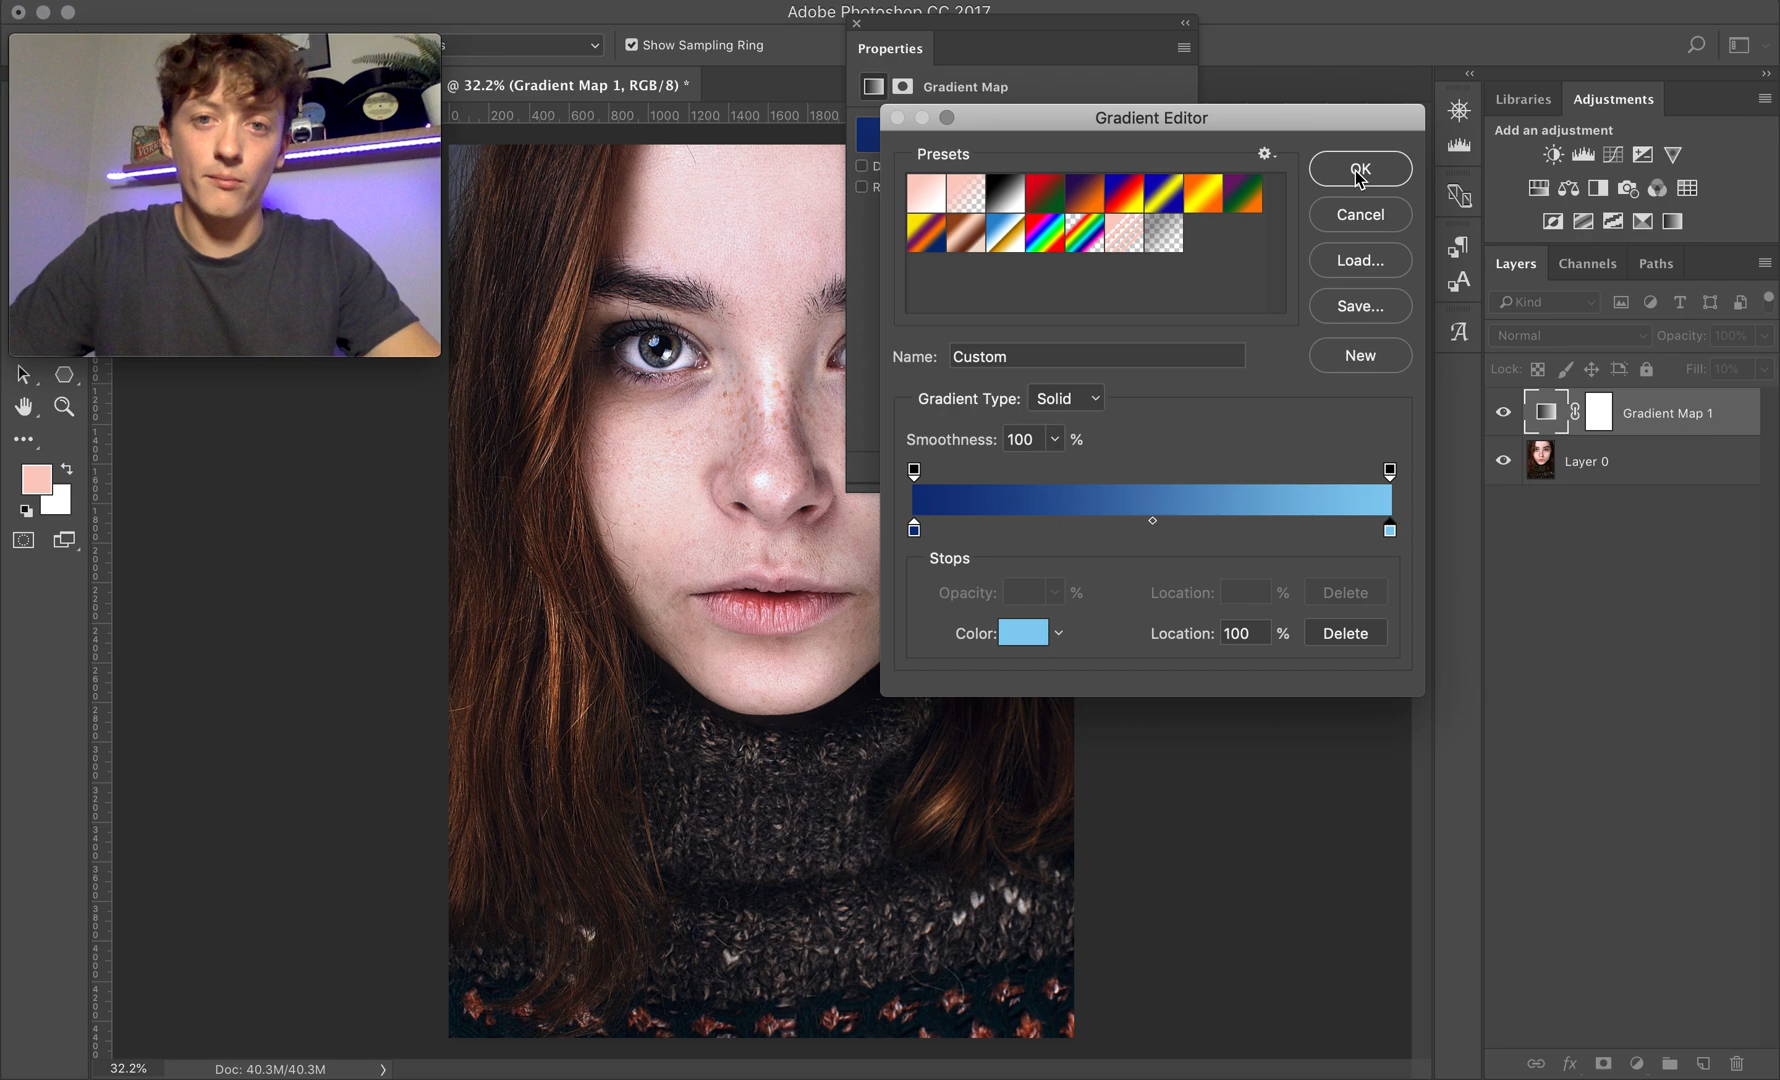 Adobe Photoshop CC 2017
Show Sampling Ring
@ 32.2% (Gradient Map 1, RGB/8) *
Properties
Gradient Map
0 200 400 600 800 1000 1200 1400 1600 1800
Gradient Editor
Presets
OK
Cancel
Load...
Save...
New
Name: Custom
Gradient Type: Solid
Smoothness: 100 %
Stops
Opacity: % Location: % Delete
Color: Location: 100 % Delete
Libraries Adjustments
Add an adjustment
Layers Channels Paths
Kind
Normal Opacity: 100%
Lock: Fill: 10%
Gradient Map 1
Layer 0
32.2% Doc: 40.3M/40.3M